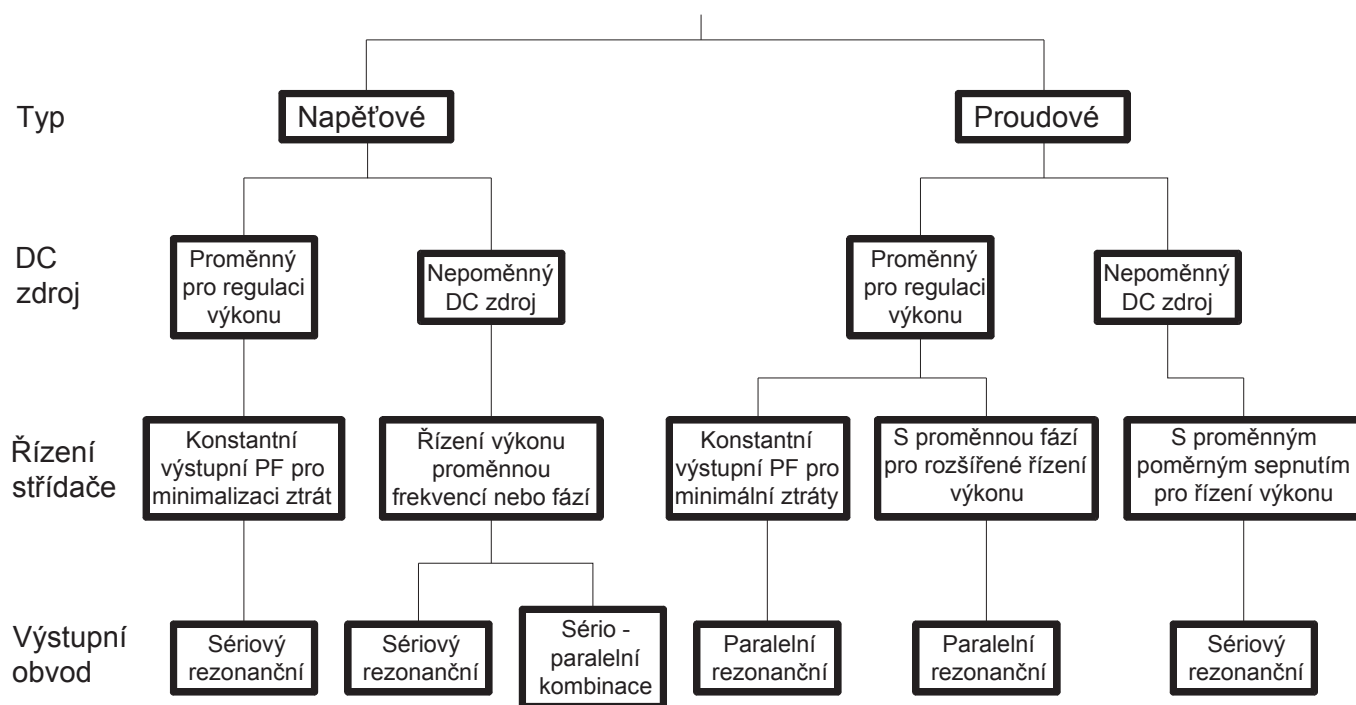 Typ
Napěťové
Proudové
DC
zdroj
Proměnný
pro regulaci
výkonu
Nepoměnný
DC zdroj
Proměnný
pro regulaci
výkonu
Nepoměnný
DC zdroj
Řízení
střídače
Konstantní
výstupní PF pro
minimalizaci ztrát
Řízení výkonu
proměnnou
frekvencí nebo fází
Konstantní
výstupní PF pro
minimální ztráty
S proměnnou fází
pro rozšířené řízení
výkonu
S proměnným
poměrným sepnutím
pro řízení výkonu
Výstupní
obvod
Sériový
rezonanční
Sériový
rezonanční
Sério -
paralelní
kombinace
Paralelní
rezonanční
Paralelní
rezonanční
Sériový
rezonanční